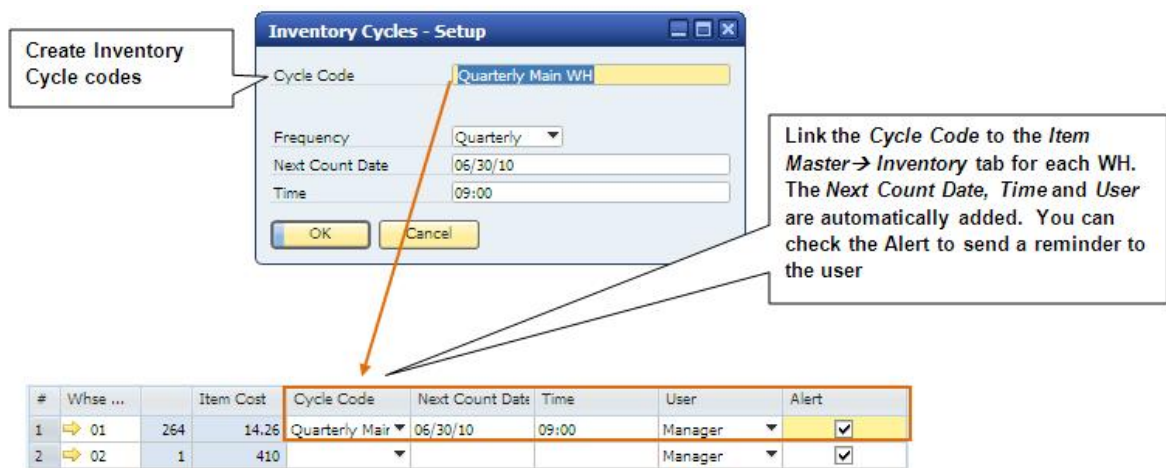 Inventory Cycles - Setup
Create Inventory
Cycle codes
Cycle Code
Quarterly Main WH
Frequency
Quarterly
Next Count Date
06/30/10
Time
09:00
OK
Cancel
Link the Cycle Code to the Item
Master→ Inventory tab for each WH.
The Next Count Date, Time and User
are automatically added.  You can
check the Alert to send a reminder to
the user
# Whse ... Item Cost Cycle Code Next Count Date Time User Alert
1 01 264 14.26 Quarterly Mair 06/30/10 09:00 Manager
2 02 1 410 Manager